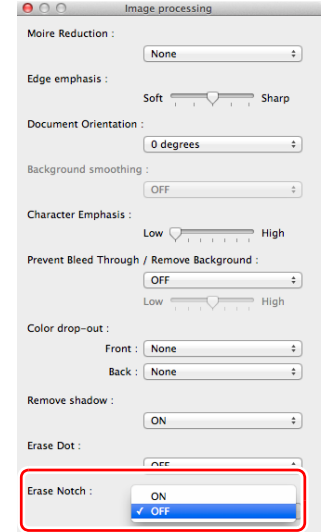 Image processing
Moire Reduction :
None
Edge emphasis :
Soft Sharp
Document Orientation :
0 degrees
Background smoothing :
OFF
Character Emphasis :
Low High
Prevent Bleed Through / Remove Background :
OFF
Low High
Color drop-out :
Front : None
Back : None
Remove shadow :
ON
Erase Dot :
OFF
Erase Notch :
ON
✓ OFF